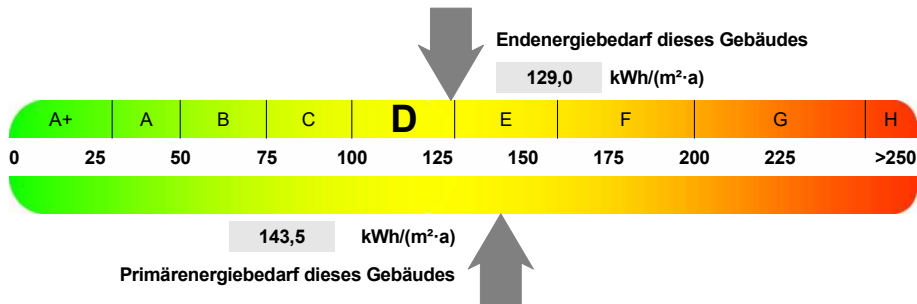 Endenergiebedarf dieses Gebäudes
129,0 kWh/(m²·a)
A+ A B C D E F G H
0 25 50 75 100 125 150 175 200 225 >250
143,5 kWh/(m²·a)
Primärenergiebedarf dieses Gebäudes